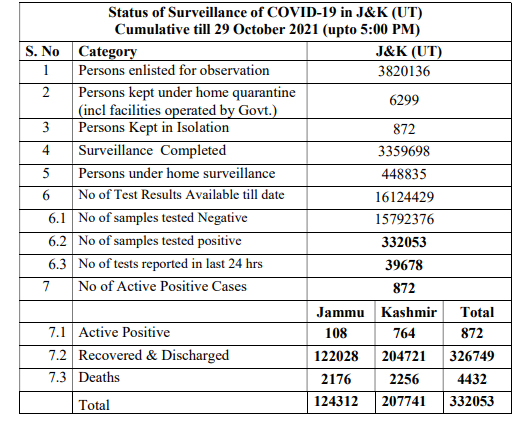 Status of Surveillance of COVID-19 in J&K (UT)
Cumulative till 29 October 2021 (upto 5:00 PM)
S. No Category J&K (UT)
1 Persons enlisted for observation 3820136
2 Persons kept under home quarantine
(incl facilities operated by Govt.) 6299
3 Persons Kept in Isolation 872
4 Surveillance Completed 3359698
5 Persons under home surveillance 448835
6 No of Test Results Available till date 16124429
6.1 No of samples tested Negative 15792376
6.2 No of samples tested positive 332053
6.3 No of tests reported in last 24 hrs 39678
7 No of Active Positive Cases 872
Jammu Kashmir Total
7.1 Active Positive 108 764 872
7.2 Recovered & Discharged 122028 204721 326749
7.3 Deaths 2176 2256 4432
Total 124312 207741 332053